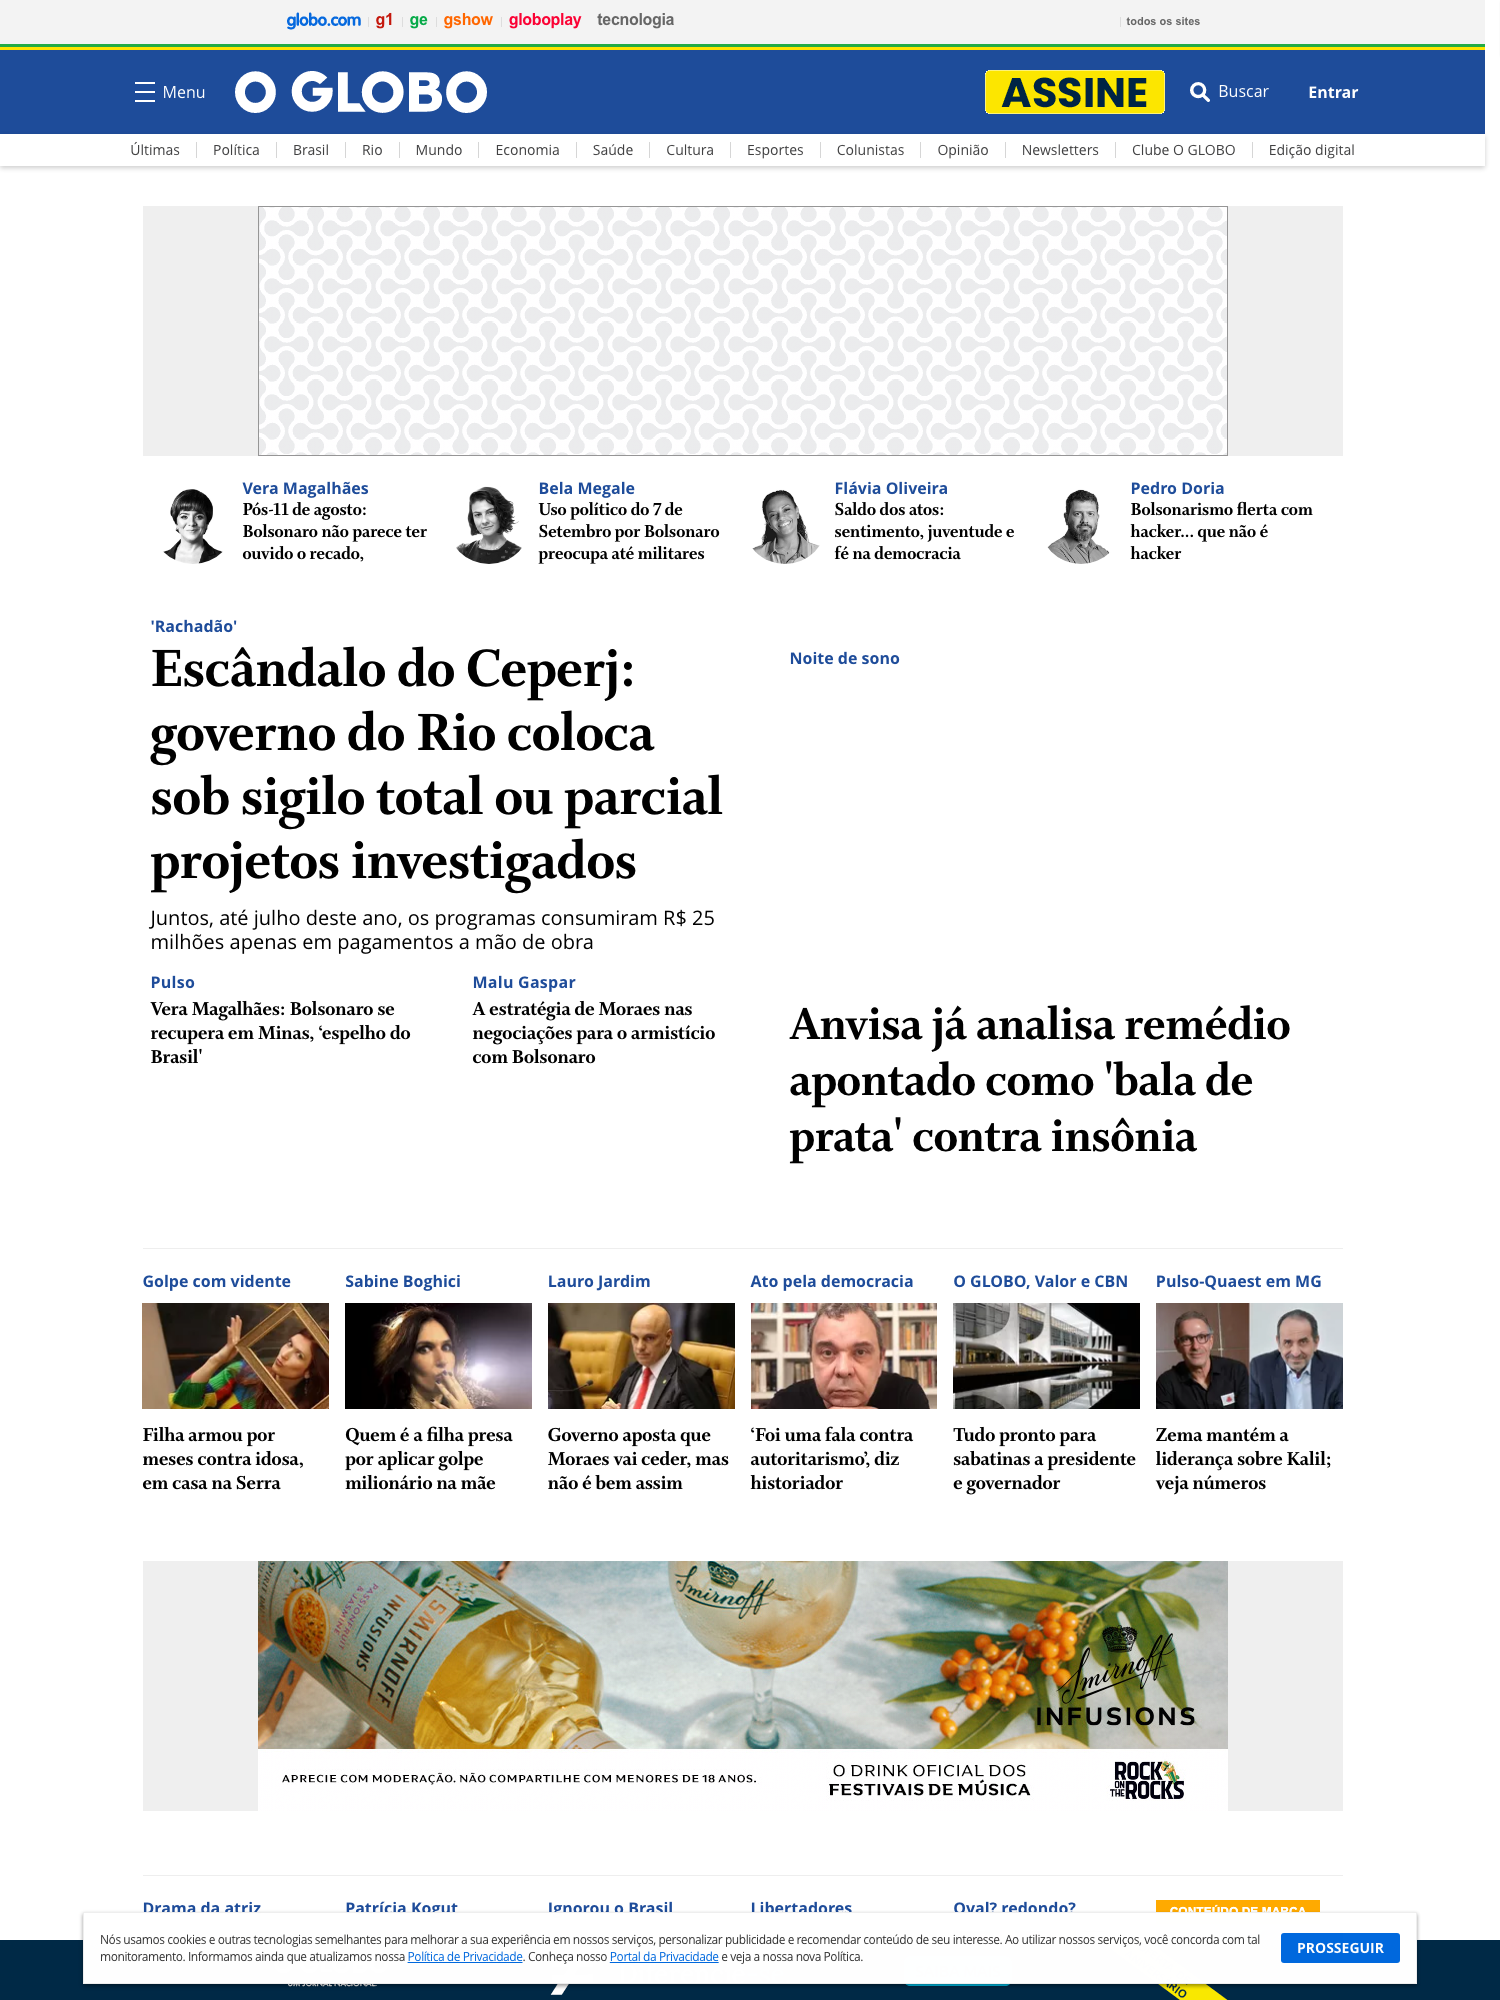 globo.com
g1
ge
gshow
globoplay
tecnologia
todos os sites
Menu
O GLOBO
ASSINE
Buscar
Entrar
Últimas
Política
Brasil
Rio
Mundo
Economia
Saúde
Cultura
Esportes
Colunistas
Opinião
Newsletters
Clube O GLOBO
Edição digital
Vera Magalhães
Pós-11 de agosto:
Bolsonaro não parece ter
ouvido o recado,
Bela Megale
Uso político do 7 de
Setembro por Bolsonaro
preocupa até militares
Flávia Oliveira
Saldo dos atos:
sentimento, juventude e
fé na democracia
Pedro Doria
Bolsonarismo flerta com
hacker... que não é
hacker
'Rachadão'
Escândalo do Ceperj:
governo do Rio coloca
sob sigilo total ou parcial
projetos investigados
Juntos, até julho deste ano, os programas consumiram R$ 25
milhões apenas em pagamentos a mão de obra
Pulso
Vera Magalhães: Bolsonaro se
recupera em Minas, ‘espelho do
Brasil'
Malu Gaspar
A estratégia de Moraes nas
negociações para o armistício
com Bolsonaro
Noite de sono
Anvisa já analisa remédio
apontado como 'bala de
prata' contra insônia
Golpe com vidente
Filha armou por
meses contra idosa,
em casa na Serra
Sabine Boghici
Quem é a filha presa
por aplicar golpe
milionário na mãe
Lauro Jardim
Governo aposta que
Moraes vai ceder, mas
não é bem assim
Ato pela democracia
‘Foi uma fala contra
autoritarismo’, diz
historiador
O GLOBO, Valor e CBN
Tudo pronto para
sabatinas a presidente
e governador
Pulso-Quaest em MG
Zema mantém a
liderança sobre Kalil;
veja números
PASSIONFRUIT
& JASMINE
SMIRNOFF
INFUSIONS
Smirnoff
Smirnoff
INFUSIONS
APRECIE COM MODERAÇÃO. NÃO COMPARTILHE COM MENORES DE 18 ANOS.
O DRINK OFICIAL DOS
FESTIVAIS DE MÚSICA
ROCK
ON
THE ROCKS
Drama da atriz
Patrícia Kogut
Ignorou o Brasil
Libertadores
Oval? redondo?
CONTEÚDO DE MARCA
Nós usamos cookies e outras tecnologias semelhantes para melhorar a sua experiência em nossos serviços, personalizar publicidade e recomendar conteúdo de seu interesse. Ao utilizar nossos serviços, você concorda com tal
monitoramento. Informamos ainda que atualizamos nossa Política de Privacidade. Conheça nosso Portal da Privacidade e veja a nossa nova Política.
PROSSEGUIR
UM JORNAL NACIONAL